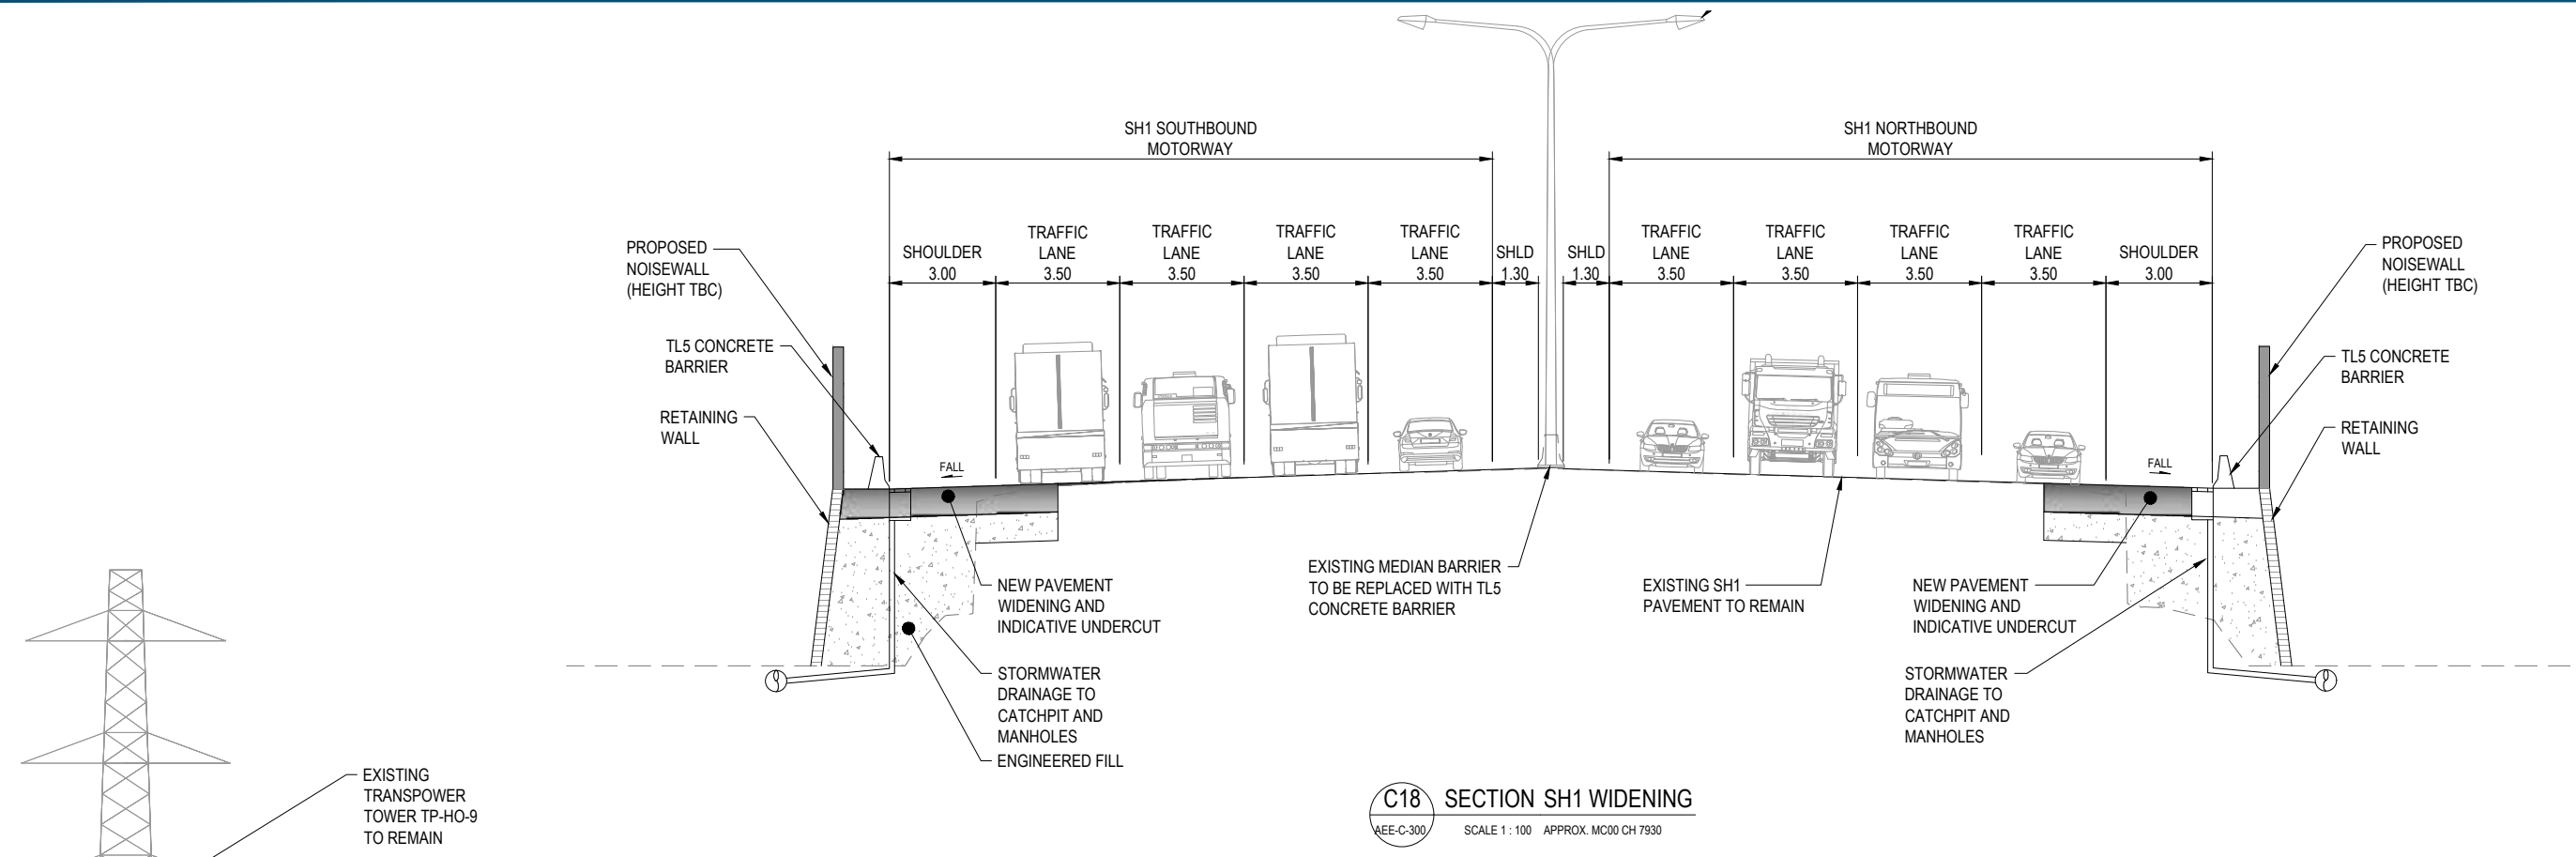 SH1 SOUTHBOUND
MOTORWAY
SH1 NORTHBOUND
MOTORWAY
PROPOSED
NOISEWALL
(HEIGHT TBC)
SHOULDER
3.00
TRAFFIC
LANE
3.50
TRAFFIC
LANE
3.50
TRAFFIC
LANE
3.50
TRAFFIC
LANE
3.50
SHLD
1.30
SHLD
1.30
TRAFFIC
LANE
3.50
TRAFFIC
LANE
3.50
TRAFFIC
LANE
3.50
TRAFFIC
LANE
3.50
SHOULDER
3.00
PROPOSED
NOISEWALL
(HEIGHT TBC)
TL5 CONCRETE
BARRIER
TL5 CONCRETE
BARRIER
RETAINING
WALL
RETAINING
WALL
FALL
FALL
NEW PAVEMENT
WIDENING AND
INDICATIVE UNDERCUT
EXISTING MEDIAN BARRIER
TO BE REPLACED WITH TL5
CONCRETE BARRIER
EXISTING SH1
PAVEMENT TO REMAIN
NEW PAVEMENT
WIDENING AND
INDICATIVE UNDERCUT
STORMWATER
DRAINAGE TO
CATCHPIT AND
MANHOLES
STORMWATER
DRAINAGE TO
CATCHPIT AND
MANHOLES
ENGINEERED FILL
EXISTING
TRANSPOWER
TOWER TP-HO-9
TO REMAIN
C18 SECTION SH1 WIDENING
AEE-C-300 SCALE 1 : 100 APPROX. MC00 CH 7930